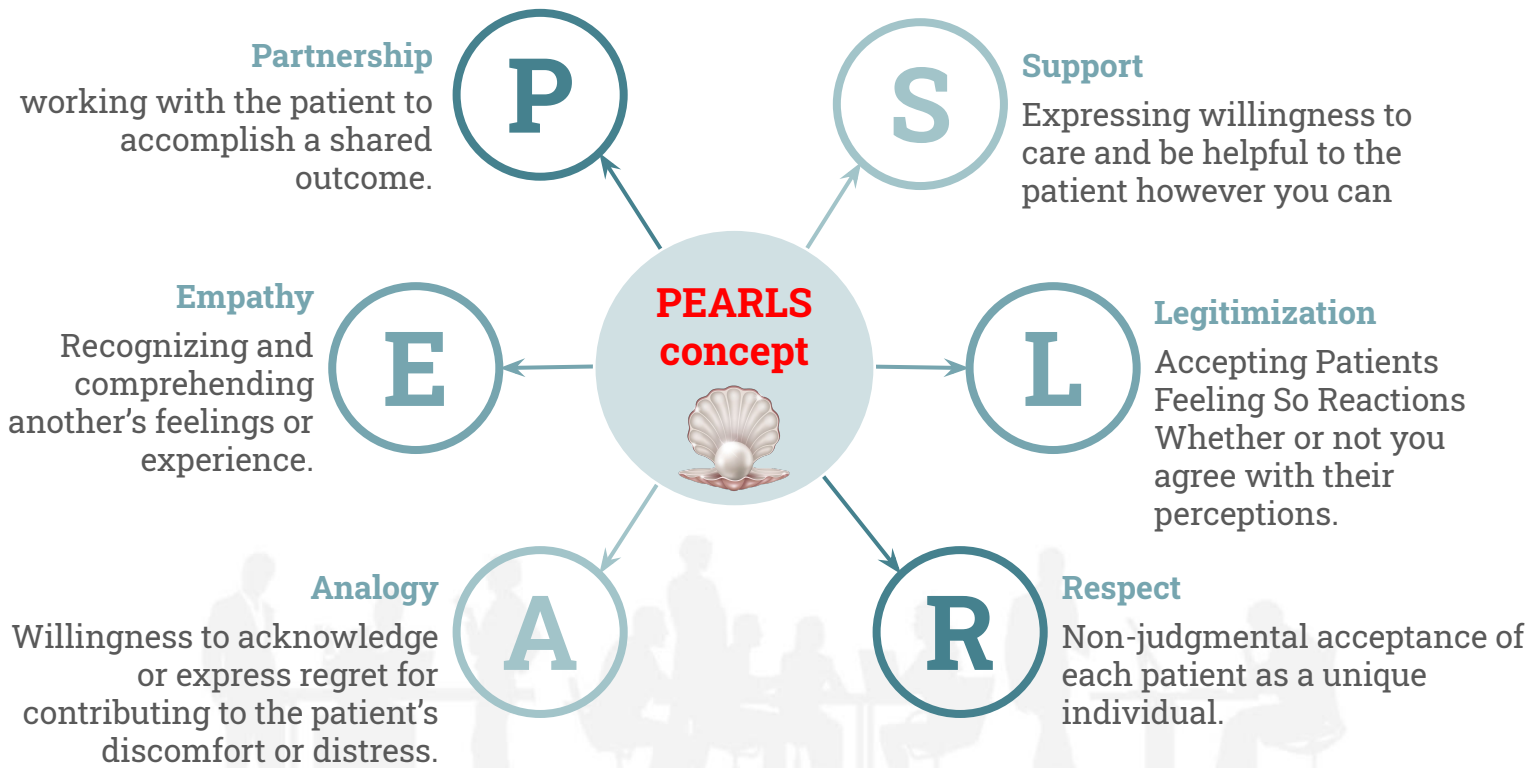 PEARLS
concept
P
Partnership
working with the patient to
accomplish a shared
outcome.
E
Empathy
Recognizing and
comprehending
another’s feelings or
experience.
A
Analogy
Willingness to acknowledge
or express regret for
contributing to the patient’s
discomfort or distress.
R
Respect
Non-judgmental acceptance of
each patient as a unique
individual.
L
Legitimization
Accepting Patients
Feeling So Reactions
Whether or not you
agree with their
perceptions.
S
Support
Expressing willingness to
care and be helpful to the
patient however you can